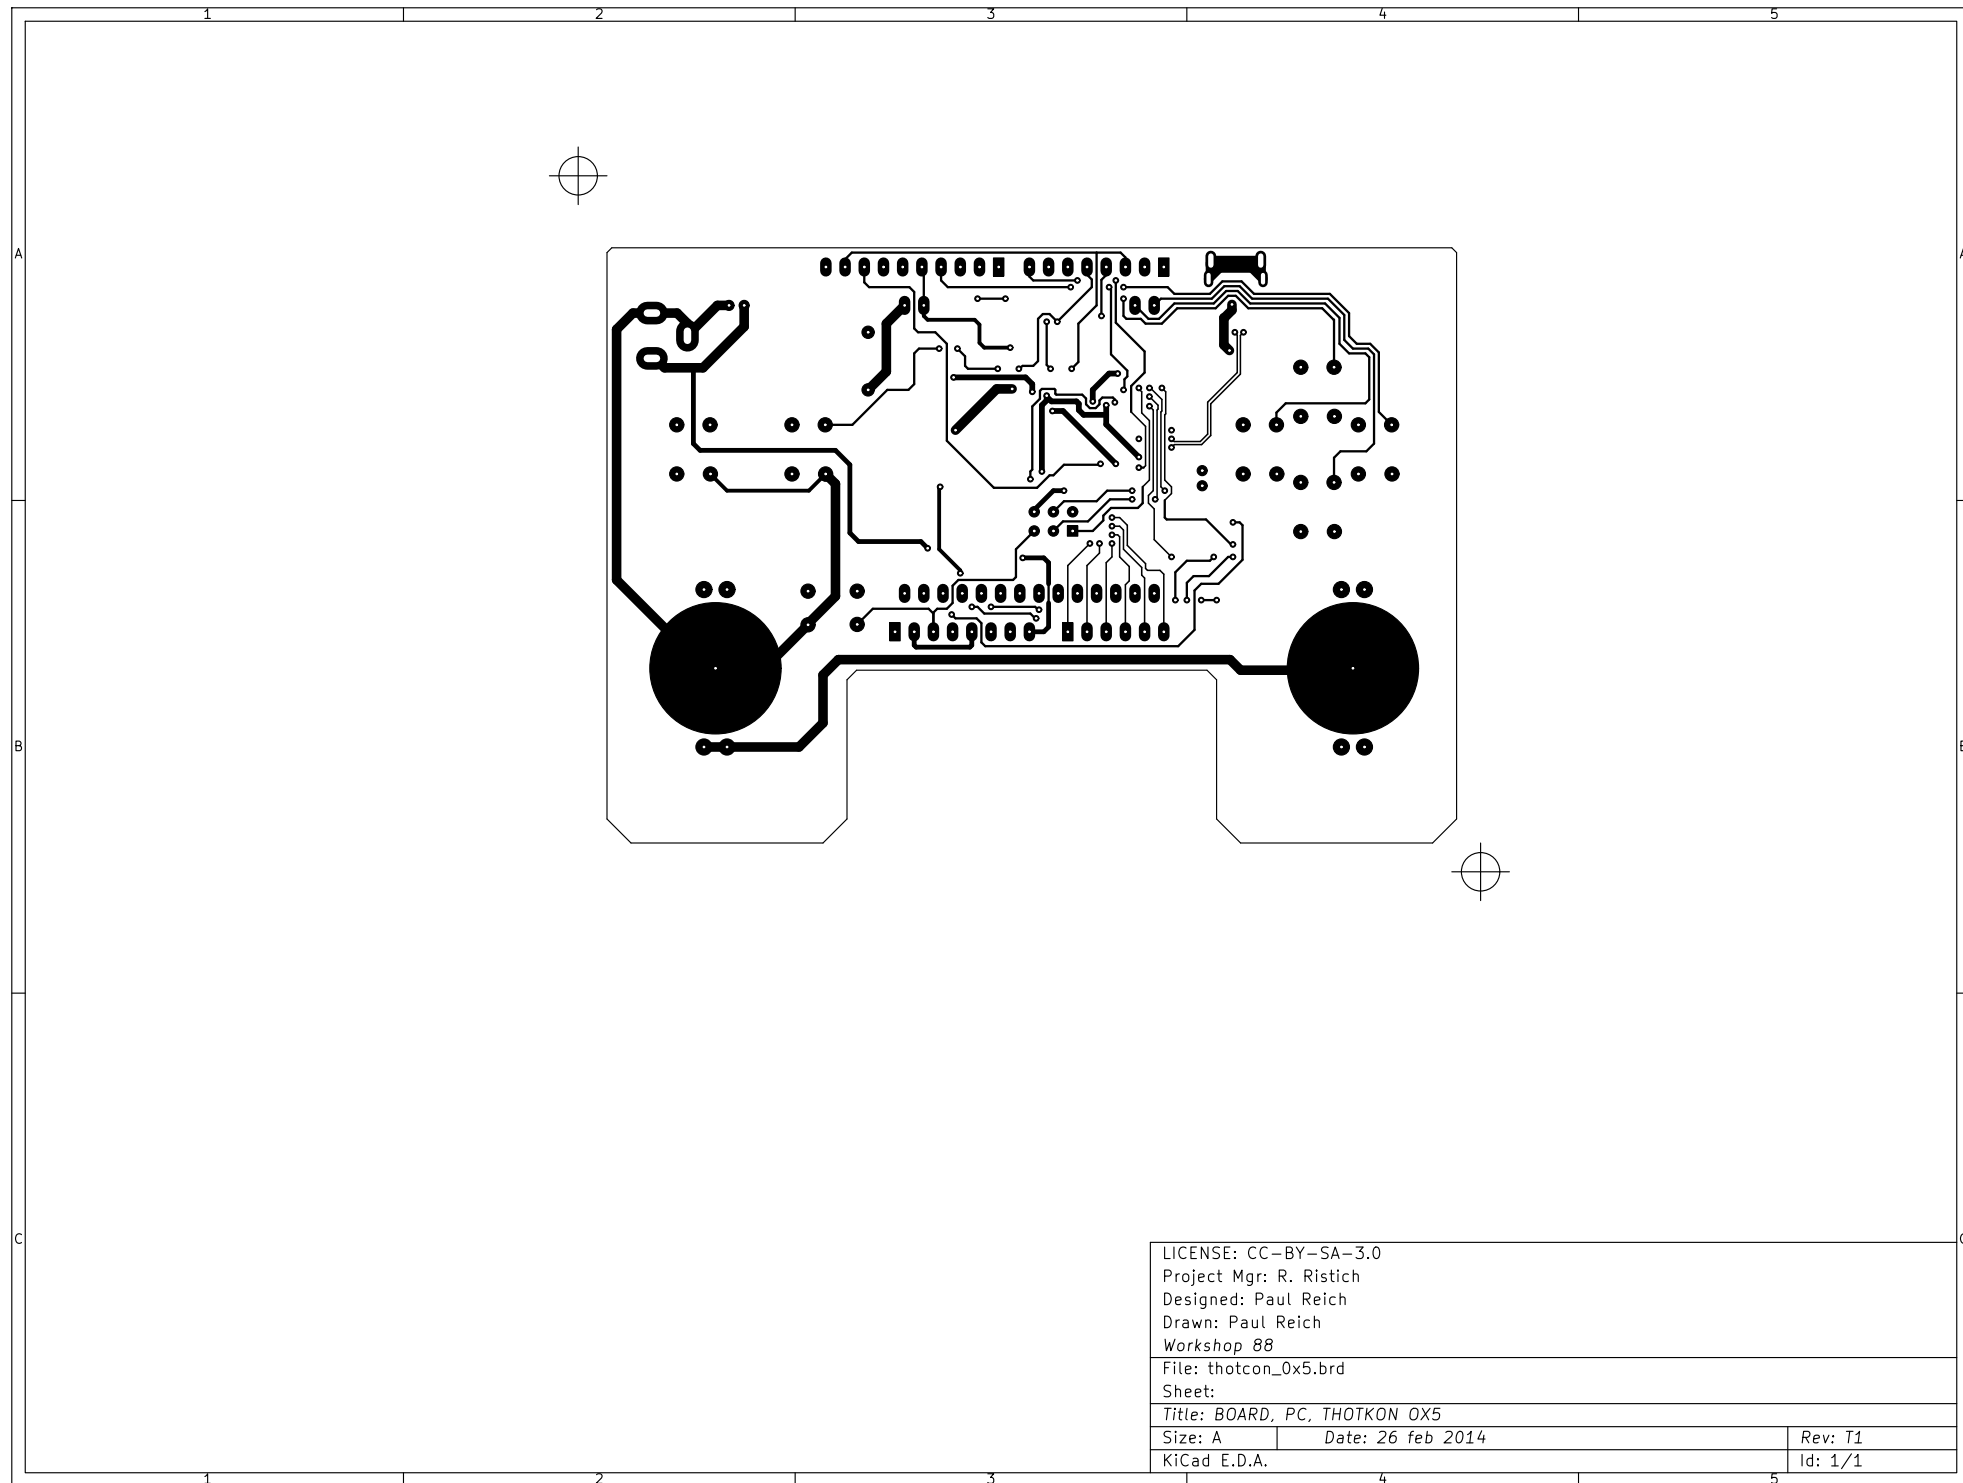 1 2 3 4 5
A A
B B
C C
LICENSE: CC-BY-SA-3.0
Project Mgr: R. Ristich
Designed: Paul Reich
Drawn: Paul Reich
Workshop 88
File: thotcon_0x5.brd
Sheet:
Title: BOARD, PC, THOTKON 0X5
Size: A Date: 26 feb 2014 Rev: T1
KiCad E.D.A. Id: 1/1
1 2 3 4 5